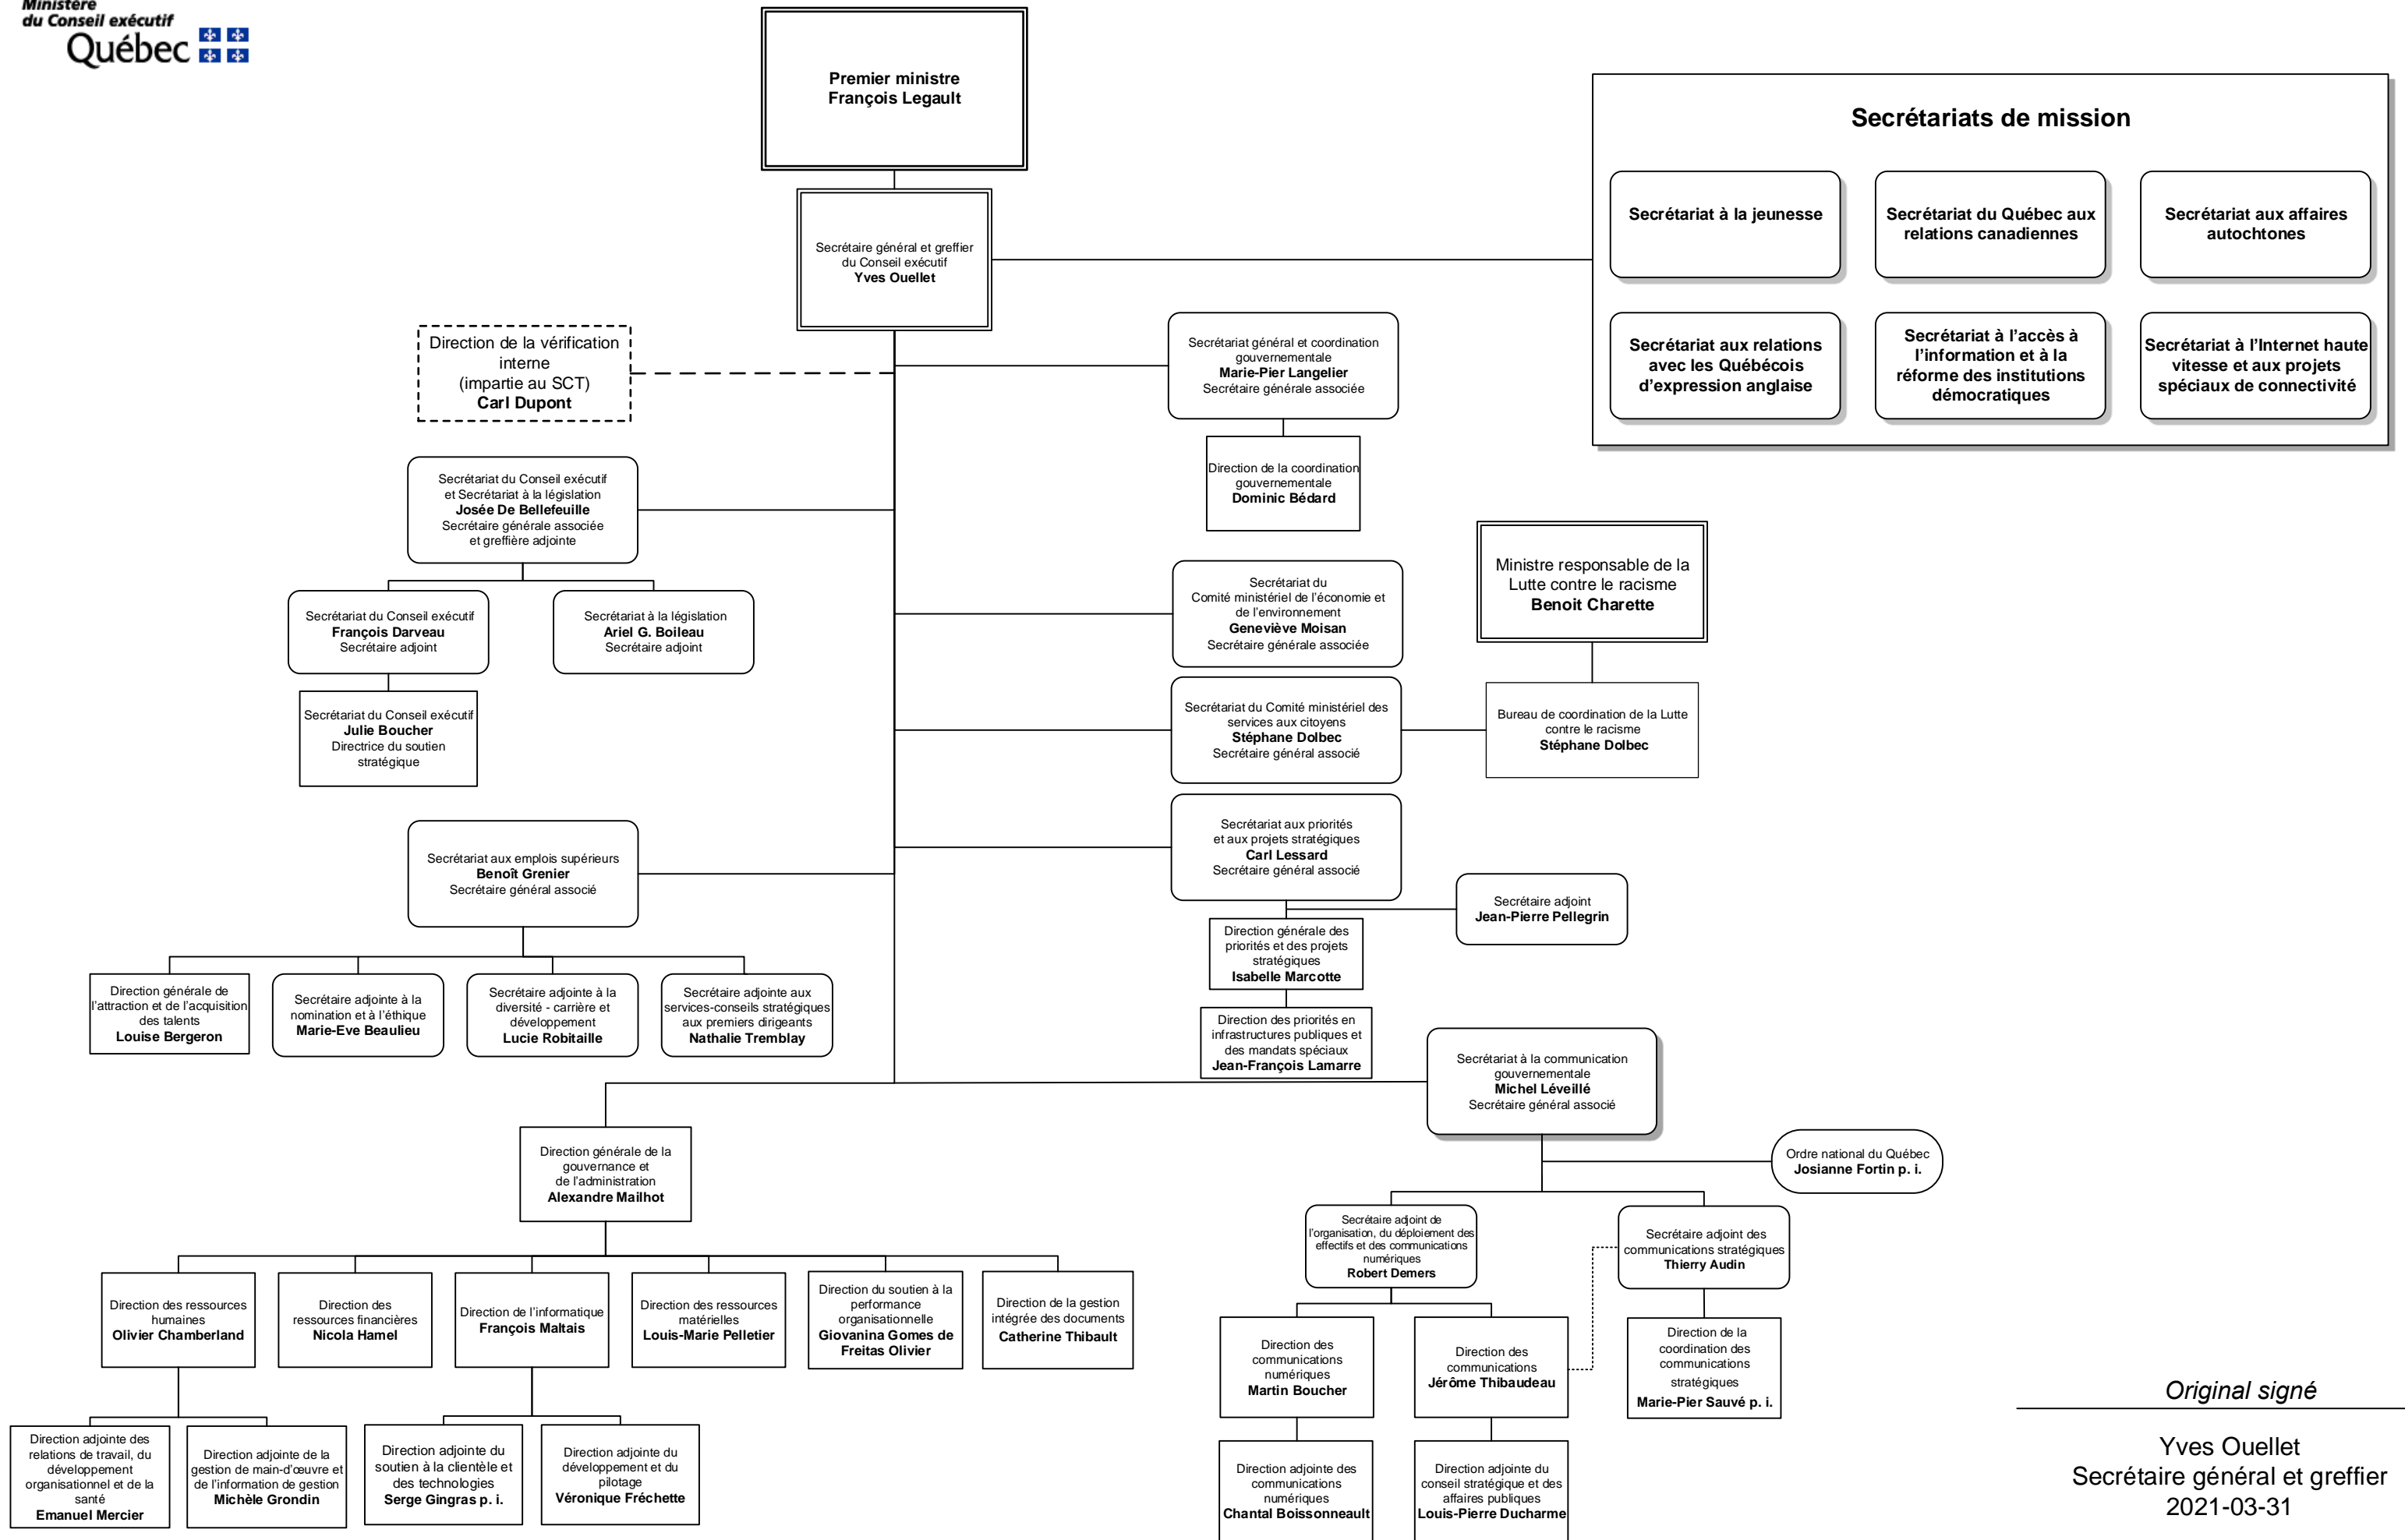 Ministère
du Conseil exécutif
Québec
Premier ministre
François Legault
Secrétaire général et greffier
du Conseil exécutif
Yves Ouellet
Secrétariats de mission
Secrétariat à la jeunesse
Secrétariat du Québec aux
relations canadiennes
Secrétariat aux affaires
autochtones
Secrétariat aux relations
avec les Québécois
d’expression anglaise
Secrétariat à l’accès à
l’information et à la
réforme des institutions
démocratiques
Secrétariat à l’Internet haute
vitesse et aux projets
spéciaux de connectivité
Direction de la vérification
interne
(impartie au SCT)
Carl Dupont
Secrétariat général et coordination
gouvernementale
Marie-Pier Langelier
Secrétaire générale associée
Direction de la coordination
gouvernementale
Dominic Bédard
Secrétariat du Conseil exécutif
et Secrétariat à la législation
Josée De Bellefeuille
Secrétaire générale associée
et greffière adjointe
Secrétariat du Conseil exécutif
François Darveau
Secrétaire adjoint
Secrétariat à la législation
Ariel G. Boileau
Secrétaire adjoint
Secrétariat du Conseil exécutif
Julie Boucher
Directrice du soutien
stratégique
Secrétariat du
Comité ministériel de l’économie et
de l’environnement
Geneviève Moisan
Secrétaire générale associée
Ministre responsable de la
Lutte contre le racisme
Benoit Charette
Secrétariat du Comité ministériel des
services aux citoyens
Stéphane Dolbec
Secrétaire général associé
Bureau de coordination de la Lutte
contre le racisme
Stéphane Dolbec
Secrétariat aux priorités
et aux projets stratégiques
Carl Lessard
Secrétaire général associé
Secrétaire adjoint
Jean-Pierre Pellegrin
Direction générale des
priorités et des projets
stratégiques
Isabelle Marcotte
Direction des priorités en
infrastructures publiques et
des mandats spéciaux
Jean-François Lamarre
Secrétariat aux emplois supérieurs
Benoît Grenier
Secrétaire général associé
Direction générale de
l’attraction et de l’acquisition
des talents
Louise Bergeron
Secrétaire adjointe à la
nomination et à l’éthique
Marie-Eve Beaulieu
Secrétaire adjointe à la
diversité - carrière et
développement
Lucie Robitaille
Secrétaire adjointe aux
services-conseils stratégiques
aux premiers dirigeants
Nathalie Tremblay
Secrétariat à la communication
gouvernementale
Michel Léveillé
Secrétaire général associé
Ordre national du Québec
Josianne Fortin p. i.
Direction générale de la
gouvernance et
de l’administration
Alexandre Mailhot
Secrétaire adjoint de
l’organisation, du déploiement des
effectifs et des communications
numériques
Robert Demers
Secrétaire adjoint des
communications stratégiques
Thierry Audin
Direction des ressources
humaines
Olivier Chamberland
Direction des
ressources financières
Nicola Hamel
Direction de l’informatique
François Maltais
Direction des ressources
matérielles
Louis-Marie Pelletier
Direction du soutien à la
performance
organisationnelle
Giovanina Gomes de
Freitas Olivier
Direction de la gestion
intégrée des documents
Catherine Thibault
Direction des
communications
numériques
Martin Boucher
Direction des
communications
Jérôme Thibaudeau
Direction de la
coordination des
communications
stratégiques
Marie-Pier Sauvé p. i.
Direction adjointe des
relations de travail, du
développement
organisationnel et de la
santé
Emanuel Mercier
Direction adjointe de la
gestion de main-d’œuvre et
de l’information de gestion
Michèle Grondin
Direction adjointe du
soutien à la clientèle et
des technologies
Serge Gingras p. i.
Direction adjointe du
développement et du
pilotage
Véronique Fréchette
Direction adjointe des
communications
numériques
Chantal Boissonneault
Direction adjointe du
conseil stratégique et des
affaires publiques
Louis-Pierre Ducharme
Original signé
Yves Ouellet
Secrétaire général et greffier
2021-03-31